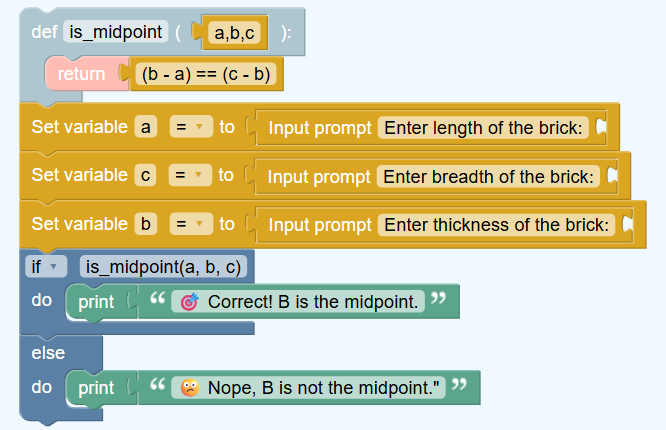 def is_midpoint ( a,b,c ):
return (b - a) == (c - b)
Set variable a = to Input prompt Enter length of the brick:
Set variable c = to Input prompt Enter breadth of the brick:
Set variable b = to Input prompt Enter thickness of the brick:
if is_midpoint(a, b, c)
do print “ 🎯 Correct! B is the midpoint. ”
else
do print “ 😕 Nope, B is not the midpoint." ”